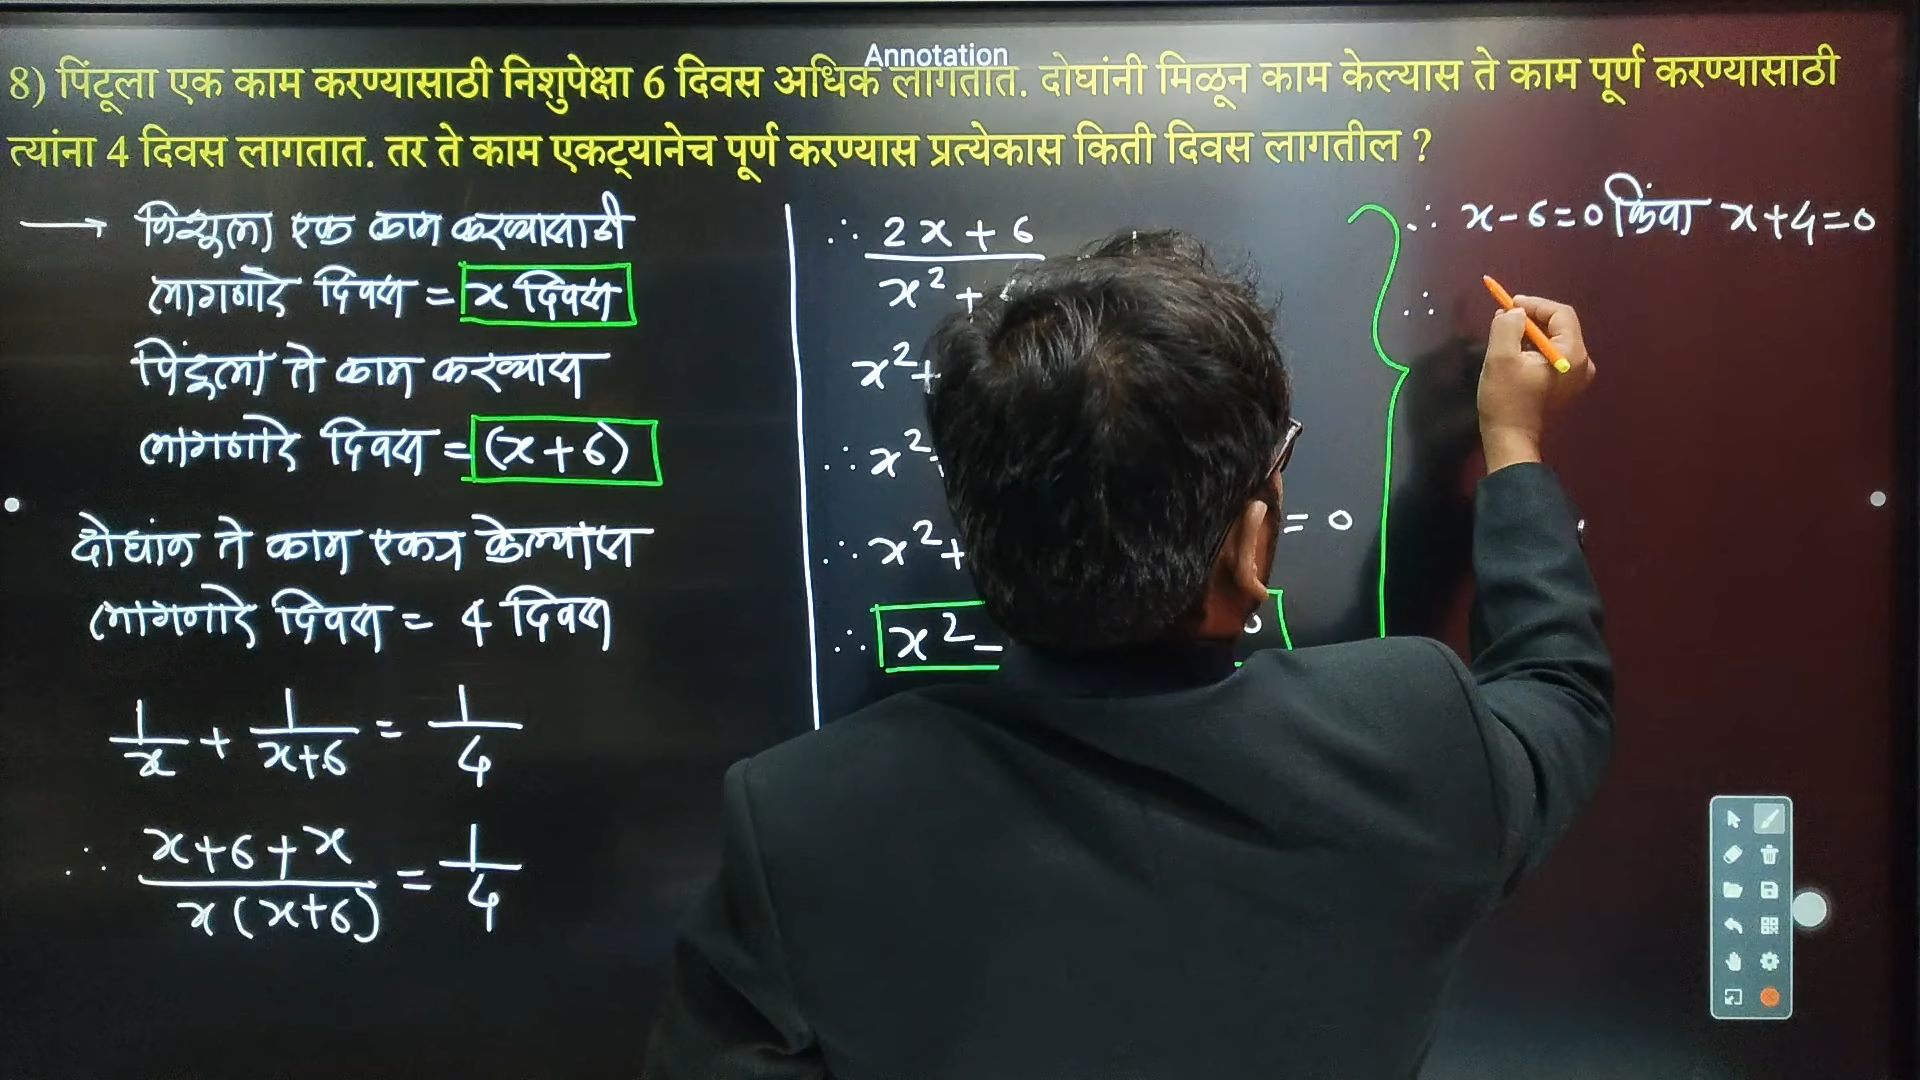 Annotation
8) पिंटूला एक काम करण्यासाठी निशुपेक्षा 6 दिवस अधिक लागतात. दोघांनी मिळून काम केल्यास ते काम पूर्ण करण्यासाठी
त्यांना 4 दिवस लागतात. तर ते काम एकट्यानेच पूर्ण करण्यास प्रत्येकास किती दिवस लागतील ?
→ निशुला एक काम करण्यासाठी
लागणारे दिवस = x दिवस
पिंटुला ते काम करण्यास
लागणारे दिवस = (x+6)
दोघांन ते काम एकत्र केल्यास
लागणारे दिवस = 4 दिवस
1/x + 1/x+6 = 1/4
∴ x+6+x / x(x+6) = 1/4
∴ 2x+6
x²+
x²+
∴ x²
∴ x²+ = 0
∴ x²-
∴ x-6=0 किंवा x+4=0
∴